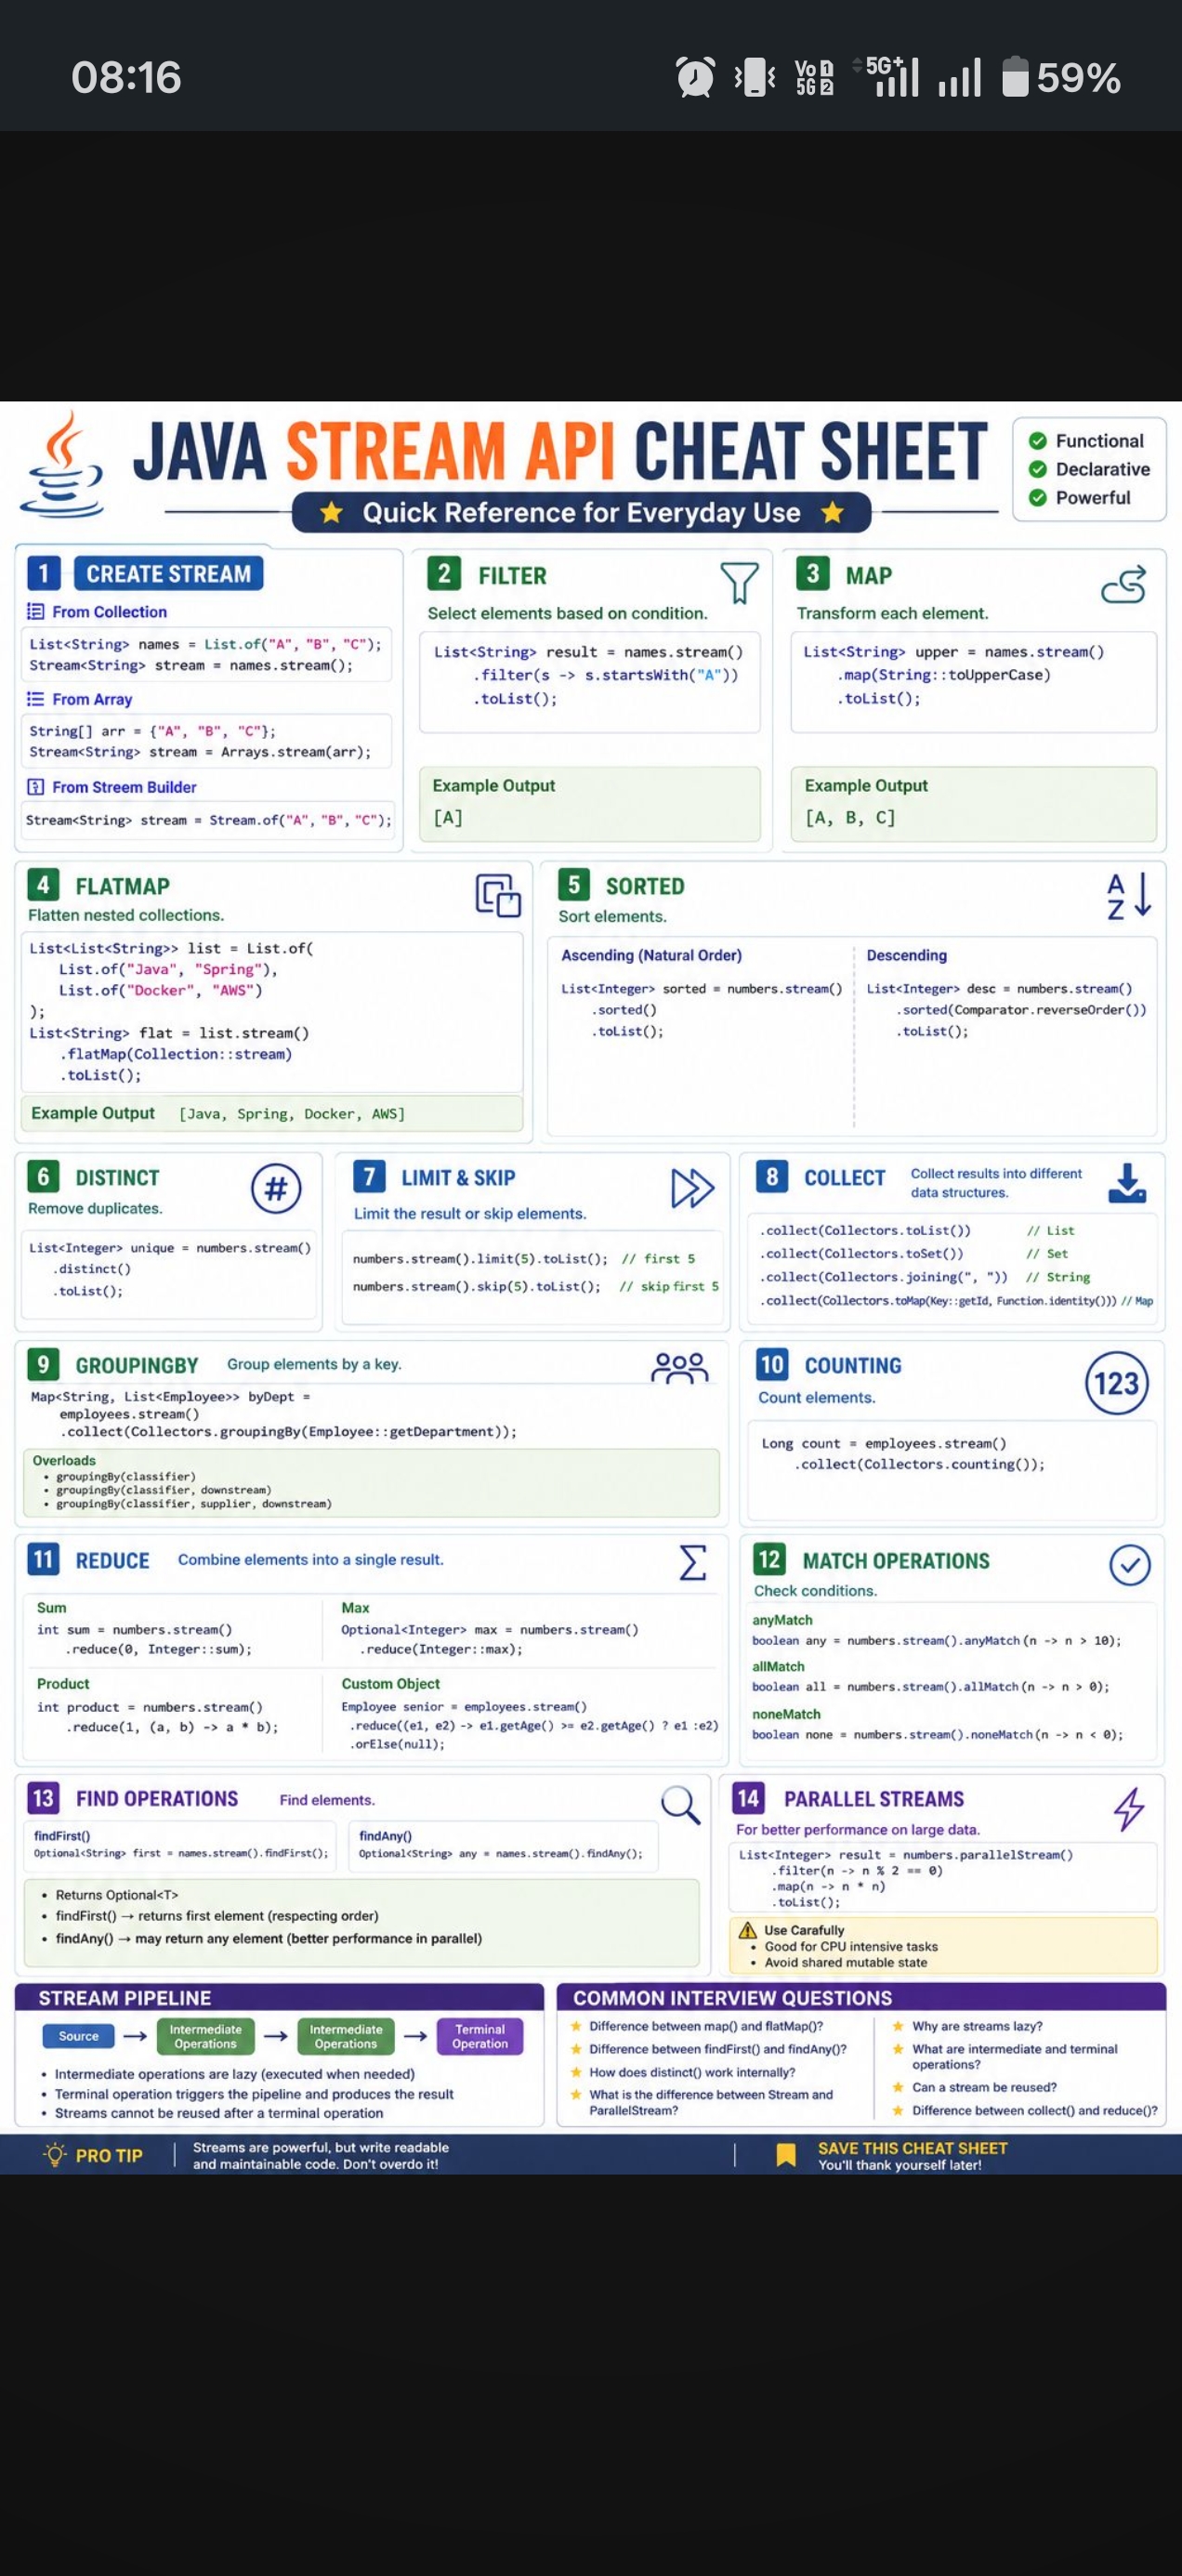 08:16
Vo 1
5G 2
5G+
59%
JAVA STREAM API CHEAT SHEET
Quick Reference for Everyday Use
Functional
Declarative
Powerful
1 CREATE STREAM
From Collection
List<String> names = List.of("A", "B", "C");
Stream<String> stream = names.stream();
From Array
String[] arr = {"A", "B", "C"};
Stream<String> stream = Arrays.stream(arr);
From Streem Builder
Stream<String> stream = Stream.of("A", "B", "C");
2 FILTER
Select elements based on condition.
List<String> result = names.stream()
.filter(s -> s.startsWith("A"))
.toList();
Example Output
[A]
3 MAP
Transform each element.
List<String> upper = names.stream()
.map(String::toUpperCase)
.toList();
Example Output
[A, B, C]
4 FLATMAP
Flatten nested collections.
List<List<String>> list = List.of(
List.of("Java", "Spring"),
List.of("Docker", "AWS")
);
List<String> flat = list.stream()
.flatMap(Collection::stream)
.toList();
Example Output [Java, Spring, Docker, AWS]
5 SORTED
A
Z
Sort elements.
Ascending (Natural Order)
List<Integer> sorted = numbers.stream()
.sorted()
.toList();
Descending
List<Integer> desc = numbers.stream()
.sorted(Comparator.reverseOrder())
.toList();
6 DISTINCT
#
Remove duplicates.
List<Integer> unique = numbers.stream()
.distinct()
.toList();
7 LIMIT & SKIP
Limit the result or skip elements.
numbers.stream().limit(5).toList(); // first 5
numbers.stream().skip(5).toList(); // skip first 5
8 COLLECT
Collect results into different
data structures.
.collect(Collectors.toList()) // List
.collect(Collectors.toSet()) // Set
.collect(Collectors.joining(", ")) // String
.collect(Collectors.toMap(Key::getId, Function.identity())) // Map
9 GROUPINGBY Group elements by a key.
Map<String, List<Employee>> byDept =
employees.stream()
.collect(Collectors.groupingBy(Employee::getDepartment));
Overloads
• groupingBy(classifier)
• groupingBy(classifier, downstream)
• groupingBy(classifier, supplier, downstream)
10 COUNTING
123
Count elements.
Long count = employees.stream()
.collect(Collectors.counting());
11 REDUCE Combine elements into a single result.
Σ
Sum
int sum = numbers.stream()
.reduce(0, Integer::sum);
Max
Optional<Integer> max = numbers.stream()
.reduce(Integer::max);
Product
int product = numbers.stream()
.reduce(1, (a, b) -> a * b);
Custom Object
Employee senior = employees.stream()
.reduce((e1, e2) -> e1.getAge() >= e2.getAge() ? e1 :e2)
.orElse(null);
12 MATCH OPERATIONS
Check conditions.
anyMatch
boolean any = numbers.stream().anyMatch(n -> n > 10);
allMatch
boolean all = numbers.stream().allMatch(n -> n > 0);
noneMatch
boolean none = numbers.stream().noneMatch(n -> n < 0);
13 FIND OPERATIONS Find elements.
findFirst()
Optional<String> first = names.stream().findFirst();
findAny()
Optional<String> any = names.stream().findAny();
• Returns Optional<T>
• findFirst() → returns first element (respecting order)
• findAny() → may return any element (better performance in parallel)
14 PARALLEL STREAMS
For better performance on large data.
List<Integer> result = numbers.parallelStream()
.filter(n -> n % 2 == 0)
.map(n -> n * n)
.toList();
Use Carafully
• Good for CPU intensive tasks
• Avoid shared mutable state
STREAM PIPELINE
Source → Intermediate Operations → Intermediate Operations → Terminal Operation
• Intermediate operations are lazy (executed when needed)
• Terminal operation triggers the pipeline and produces the result
• Streams cannot be reused after a terminal operation
COMMON INTERVIEW QUESTIONS
Difference between map() and flatMap()?
Difference between findFirst() and findAny()?
How does distinct() work internally?
What is the difference between Stream and
ParallelStream?
Why are streams lazy?
What are intermediate and terminal
operations?
Can a stream be reused?
Difference between collect() and reduce()?
PRO TIP
Streams are powerful, but write readable
and maintainable code. Don't overdo it!
SAVE THIS CHEAT SHEET
You'll thank yourself later!